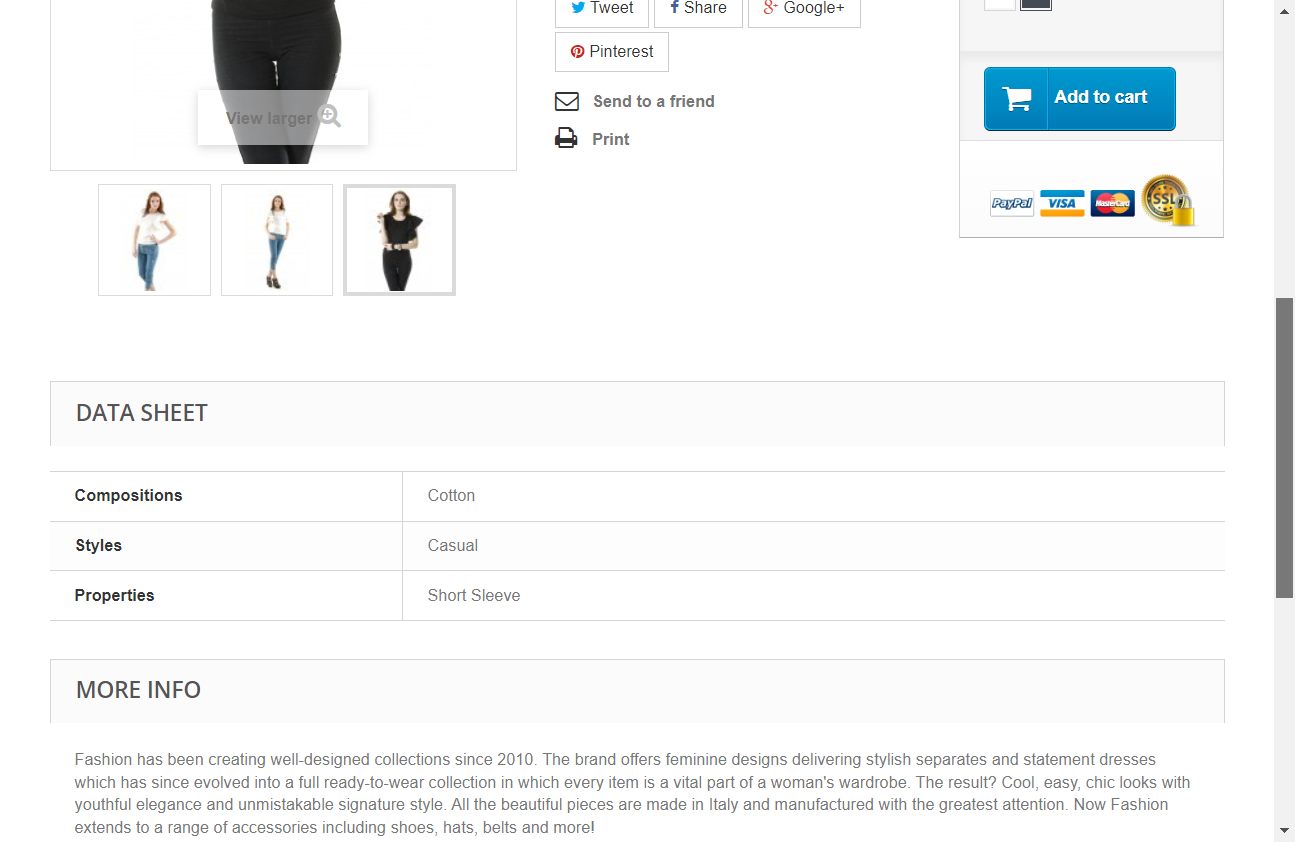 Tweet
Share
Google+
Pinterest
View larger
Send to a friend
Print
Add to cart
PayPal
VISA
MasterCard
SSL
DATA SHEET
Compositions Cotton
Styles Casual
Properties Short Sleeve
MORE INFO
Fashion has been creating well-designed collections since 2010. The brand offers feminine designs delivering stylish separates and statement dresses
which has since evolved into a full ready-to-wear collection in which every item is a vital part of a woman's wardrobe. The result? Cool, easy, chic looks with
youthful elegance and unmistakable signature style. All the beautiful pieces are made in Italy and manufactured with the greatest attention. Now Fashion
extends to a range of accessories including shoes, hats, belts and more!